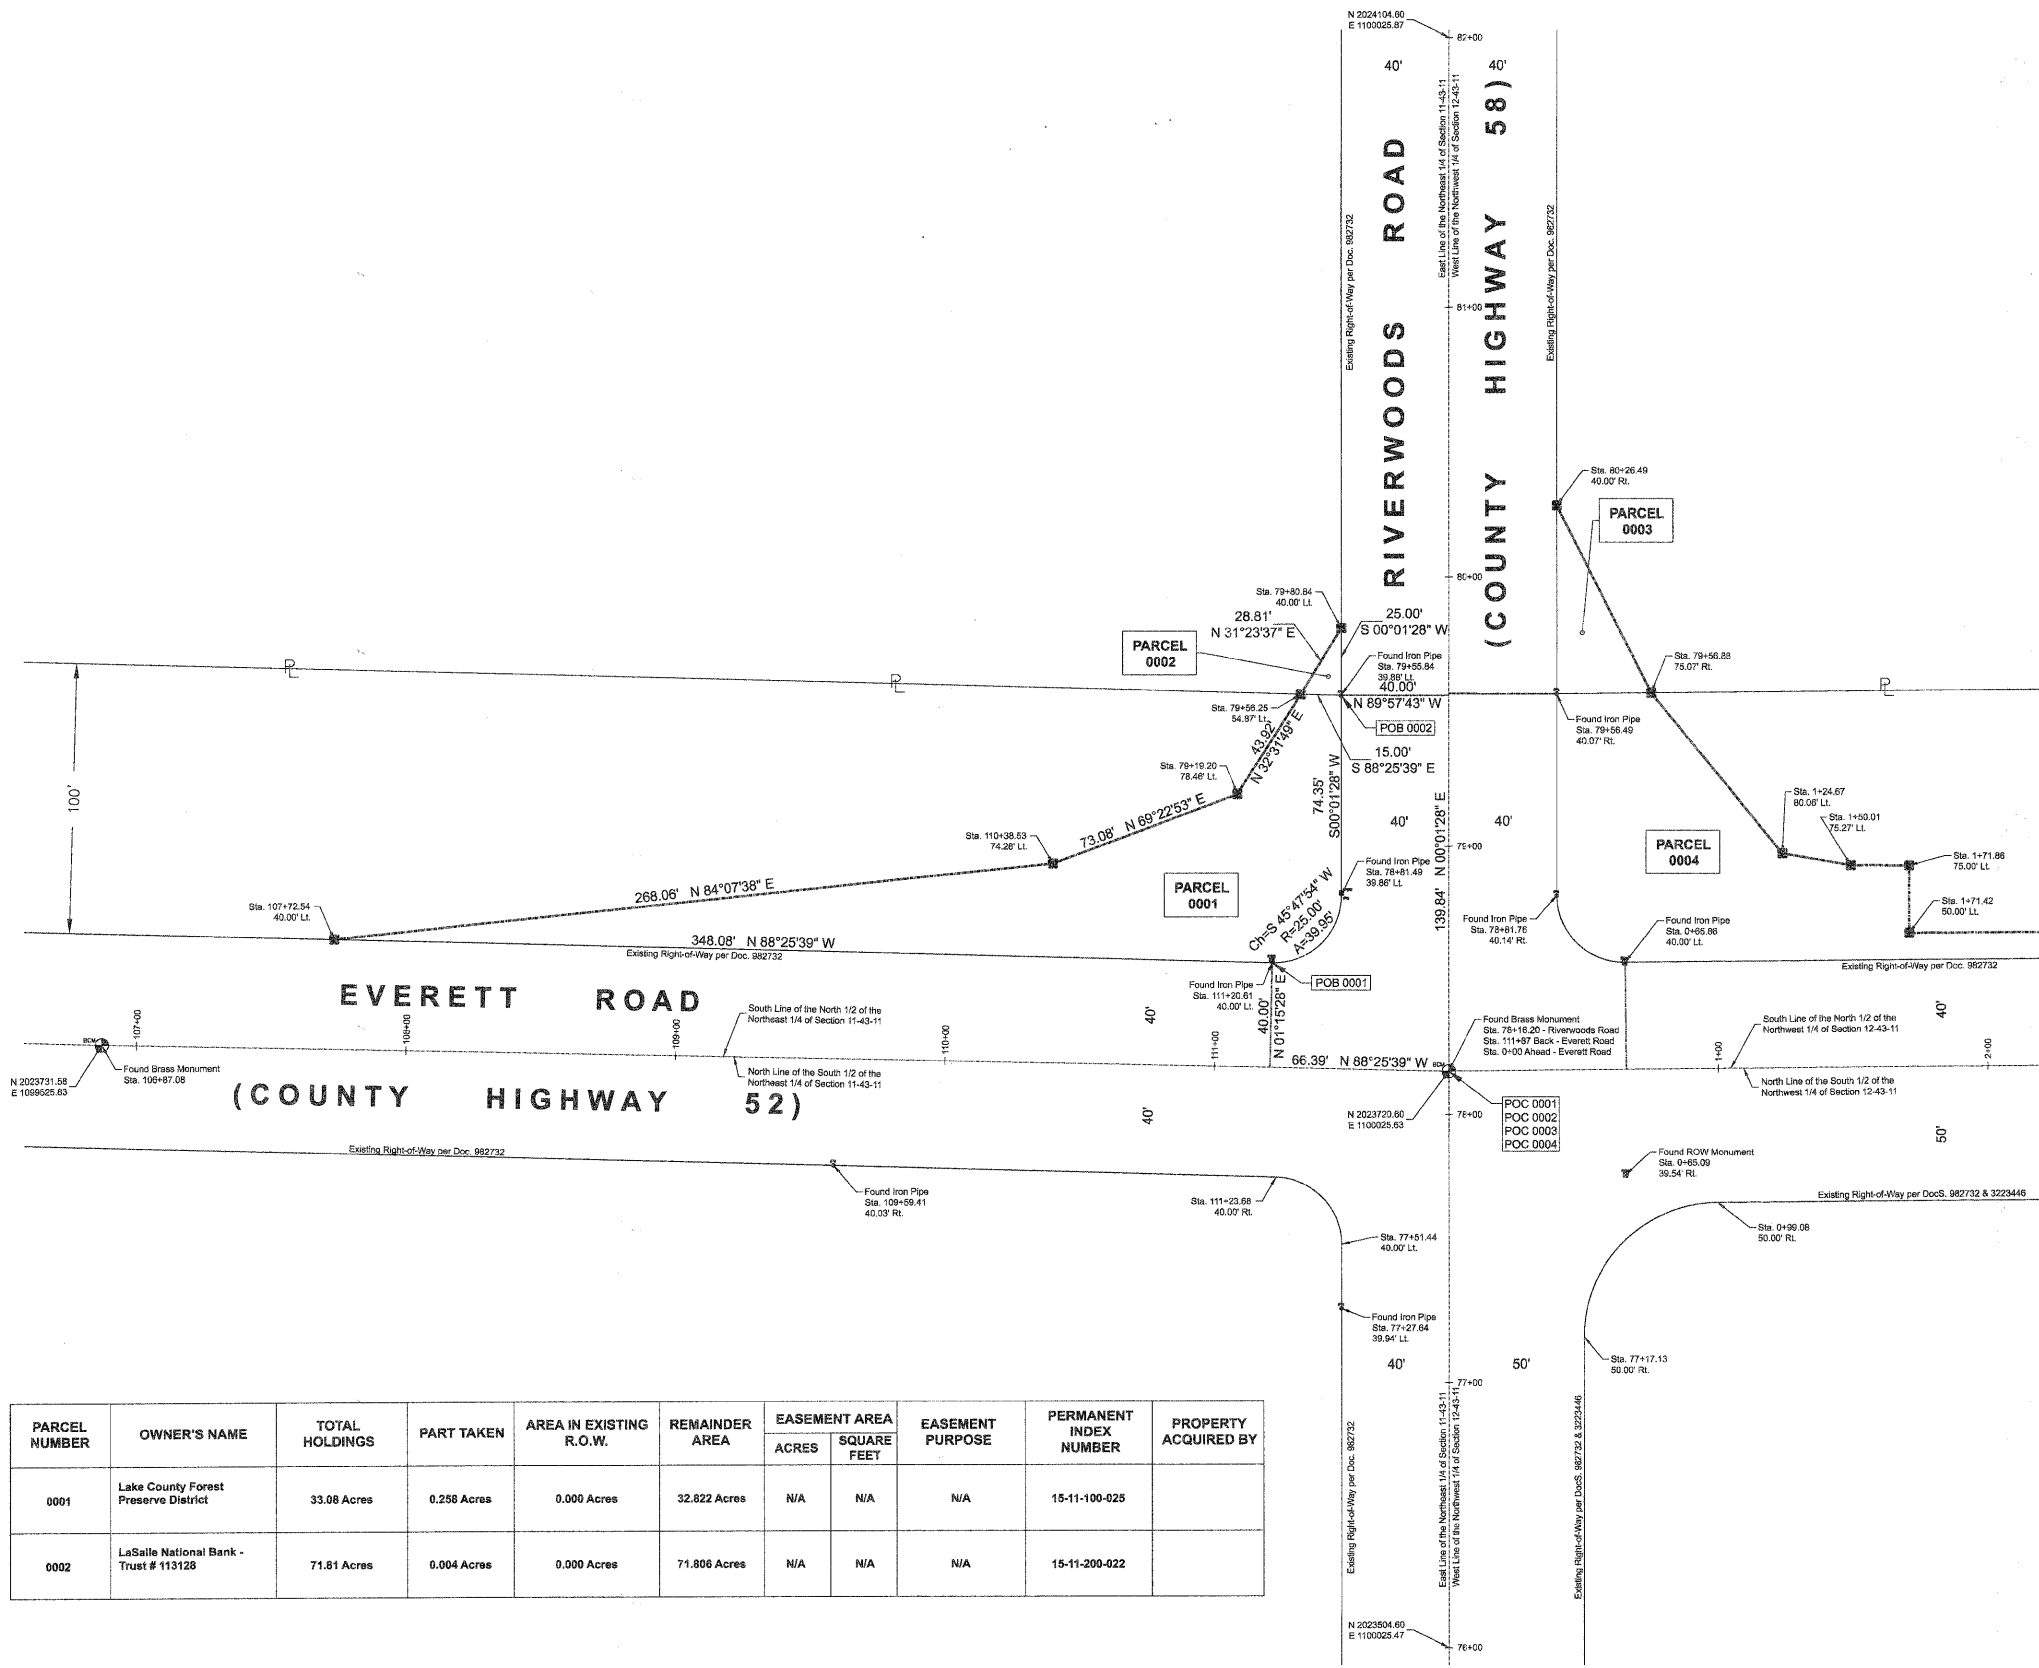 N 2024104.60
E 1100025.87
82+00
40'
40'
East Line of the Northeast 1/4 of Section 11-43-11
West Line of the Northwest 1/4 of Section 12-43-11
RIVERWOODS ROAD
(COUNTY HIGHWAY 58)
Existing Right-of-Way per Doc. 982732
Existing Right-of-Way per Doc. 982732
81+00
80+00
Sta. 80+26.49
40.00' Rt.
PARCEL
0003
Sta. 79+80.84
40.00' Lt.
28.81'
N 31°23'37" E
25.00'
S 00°01'28" W
PARCEL
0002
Found Iron Pipe
Sta. 79+55.84
39.88' Lt.
40.00'
N 89°57'43" W
Sta. 79+56.25
54.87' Lt.
POB 0002
Sta. 79+56.88
75.07' Rt.
PL
PL
PL
Found Iron Pipe
Sta. 79+56.49
40.07' Rt.
43.92'
N 32°31'49" E
15.00'
S 88°25'39" E
Sta. 79+19.20
78.46' Lt.
100'
74.35'
S00°01'28" W
73.08' N 69°22'53" E
Sta. 110+38.53
74.28' Lt.
40'
40'
139.84' N 00°01'28" E
79+00
Sta. 1+24.67
80.06' Lt.
Sta. 1+50.01
75.27' Lt.
PARCEL
0004
Sta. 1+71.86
75.00' Lt.
Found Iron Pipe
Sta. 78+81.49
39.86' Lt.
PARCEL
0001
268.06' N 84°07'38" E
Sta. 107+72.54
40.00' Lt.
Ch=S 45°47'54" W
R=25.00'
A=39.95'
Sta. 1+71.42
50.00' Lt.
Found Iron Pipe
Sta. 78+81.76
40.14' Rt.
Found Iron Pipe
Sta. 0+65.86
40.00' Lt.
348.08' N 88°25'39" W
Existing Right-of-Way per Doc. 982732
Existing Right-of-Way per Doc. 982732
POB 0001
Found Iron Pipe
Sta. 111+20.61
40.00' Lt.
EVERETT ROAD
40.00'
N 01°15'28" E
40'
40'
South Line of the North 1/2 of the
Northeast 1/4 of Section 11-43-11
107+00
108+00
109+00
110+00
111+00
Found Brass Monument
Sta. 78+16.20 - Riverwoods Road
Sta. 111+87 Back - Everett Road
Sta. 0+00 Ahead - Everett Road
South Line of the North 1/2 of the
Northwest 1/4 of Section 12-43-11
1+00
2+00
BCM
66.39' N 88°25'39" W
BCM
Found Brass Monument
Sta. 106+87.08
N 2023731.58
E 1099625.83
North Line of the South 1/2 of the
Northeast 1/4 of Section 11-43-11
North Line of the South 1/2 of the
Northwest 1/4 of Section 12-43-11
(COUNTY HIGHWAY 52)
40'
N 2023720.60
E 1100025.63
78+00
POC 0001
POC 0002
POC 0003
POC 0004
50'
Existing Right-of-Way per Doc. 982732
Found ROW Monument
Sta. 0+65.09
39.54' Rt.
Found Iron Pipe
Sta. 109+59.41
40.03' Rt.
Sta. 111+23.68
40.00' Rt.
Existing Right-of-Way per DocS. 982732 & 3223446
Sta. 0+99.08
50.00' Rt.
Sta. 77+51.44
40.00' Lt.
Found Iron Pipe
Sta. 77+27.64
39.94' Lt.
40'
50'
Sta. 77+17.13
50.00' Rt.
77+00
Existing Right-of-Way per Doc. 982732
East Line of the Northeast 1/4 of Section 11-43-11
West Line of the Northwest 1/4 of Section 12-43-11
Existing Right-of-Way per DocS. 982732 & 3223446
N 2023504.60
E 1100025.47
76+00
PARCEL NUMBER OWNER'S NAME TOTAL HOLDINGS PART TAKEN AREA IN EXISTING R.O.W. REMAINDER AREA EASEMENT AREA ACRES SQUARE FEET EASEMENT PURPOSE PERMANENT INDEX NUMBER PROPERTY ACQUIRED BY
0001 Lake County Forest Preserve District 33.08 Acres 0.258 Acres 0.000 Acres 32.822 Acres N/A N/A N/A 15-11-100-025
0002 LaSalle National Bank - Trust # 113128 71.81 Acres 0.004 Acres 0.000 Acres 71.806 Acres N/A N/A N/A 15-11-200-022